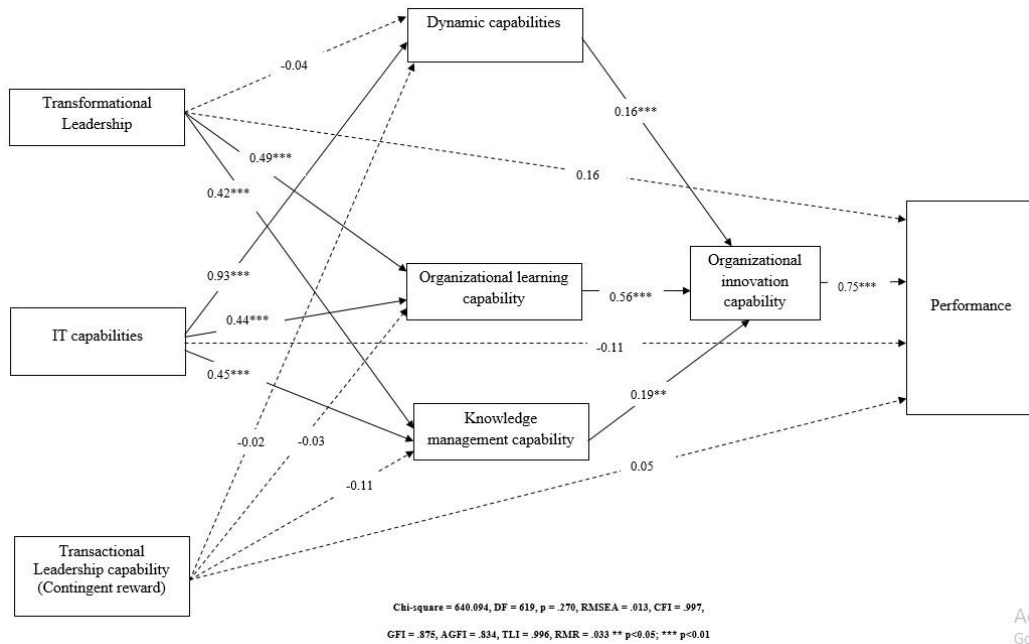 Dynamic capabilities
-0.04
Transformational
Leadership
0.16***
0.49***
0.16
0.42***
Organizational
innovation
capability
Organizational learning
capability
0.93***
0.56***
0.75***
Performance
0.44***
IT capabilities
-0.11
0.45***
0.19**
Knowledge
management capability
-0.02
-0.03
0.05
-0.11
Transactional
Leadership capability
(Contingent reward)
Chi-square = 640.094, DF = 619, p = .270, RMSEA = .013, CFI = .997,
GFI = .875, AGFI = .834, TLI = .996, RMR = .033 ** p<0.05; *** p<0.01